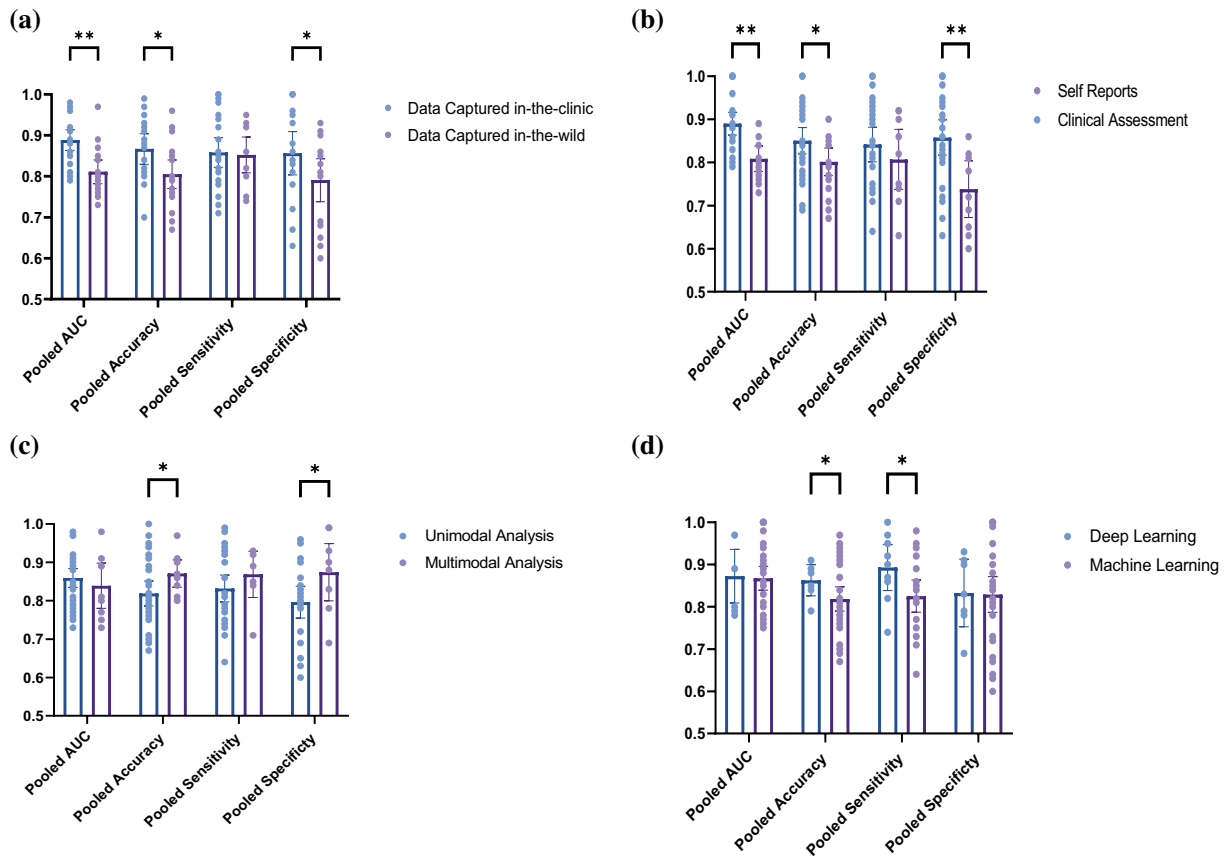 (a)
** * *
1.0
0.9
0.8
0.7
0.6
0.5
Pooled AUC
Pooled Accuracy
Pooled Sensitivity
Pooled Specificity
Data Captured in-the-clinic
Data Captured in-the-wild
(b)
** * **
1.0
0.9
0.8
0.7
0.6
0.5
Pooled AUC
Pooled Accuracy
Pooled Sensitivity
Pooled Specificity
Self Reports
Clinical Assessment
(c)
* *
1.0
0.9
0.8
0.7
0.6
0.5
Pooled AUC
Pooled Accuracy
Pooled Sensitivity
Pooled Specificty
Unimodal Analysis
Multimodal Analysis
(d)
* *
1.0
0.9
0.8
0.7
0.6
0.5
Pooled AUC
Pooled Accuracy
Pooled Sensitivity
Pooled Specificty
Deep Learning
Machine Learning